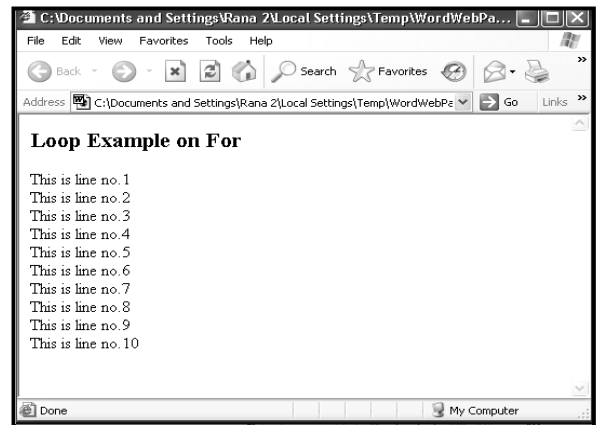 C:\Documents and Settings\Rana 2\Local Settings\Temp\WordWebPa...
File Edit View Favorites Tools Help
Back Search Favorites
Address C:\Documents and Settings\Rana 2\Local Settings\Temp\WordWebPa Go Links »
Loop Example on For
This is line no.1
This is line no.2
This is line no.3
This is line no.4
This is line no.5
This is line no.6
This is line no.7
This is line no.8
This is line no.9
This is line no.10
Done My Computer